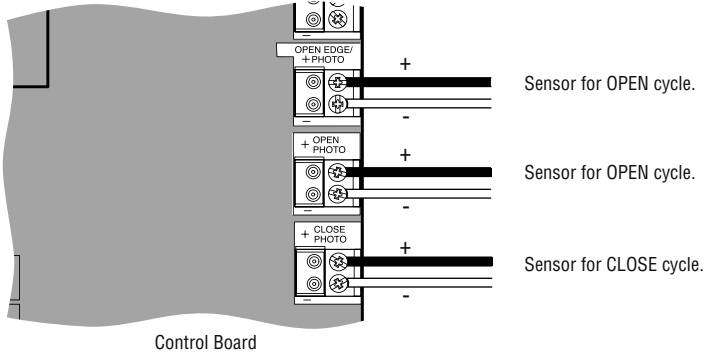 –
OPEN EDGE/
+ PHOTO
+
Sensor for OPEN cycle.
–
-
+ OPEN
PHOTO
+
Sensor for OPEN cycle.
–
-
+ CLOSE
PHOTO
+
Sensor for CLOSE cycle.
–
-
Control Board